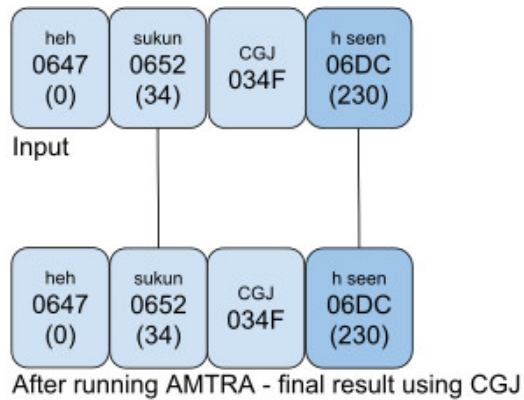 heh sukun CGJ h seen
0647 0652 034F 06DC
(0) (34) (230)
Input
heh sukun CGJ h seen
0647 0652 034F 06DC
(0) (34) (230)
After running AMTRA - final result using CGJ